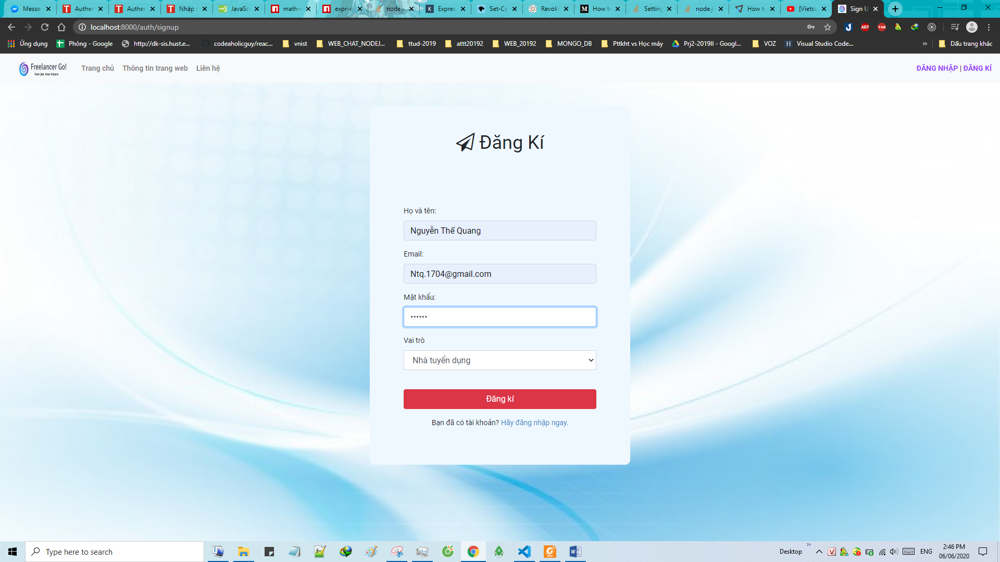 Messe Authen Authen Nhập JavaSc math-e expr-e node.j Expres Set-Co Revoki How to Setting node.j How to [Vietsu Sign U
localhost:8000/auth/signup
Ứng dụng Phòng - Google http://dk-sis.hust.e... codeaholicguy/reac... vnist WEB_CHAT_NODEJ... ttud-2019 attt20192 WEB_20192 MONGO_DB Pttkht vs Học máy Prj2-2019II - Googl... VOZ Visual Studio Code... » Dấu trang khác
Freelancer Go! Trang chủ Thông tin trang web Liên hệ ĐĂNG NHẬP | ĐĂNG KÍ
Your job. Your Future.
Đăng Kí
Họ và tên:
Nguyễn Thế Quang
Email:
Ntq.1704@gmail.com
Mật khẩu:
••••••
Vai trò
Nhà tuyển dụng
Đăng kí
Bạn đã có tài khoản? Hãy đăng nhập ngay.
Type here to search Desktop » ENG 2:46 PM
06/06/2020